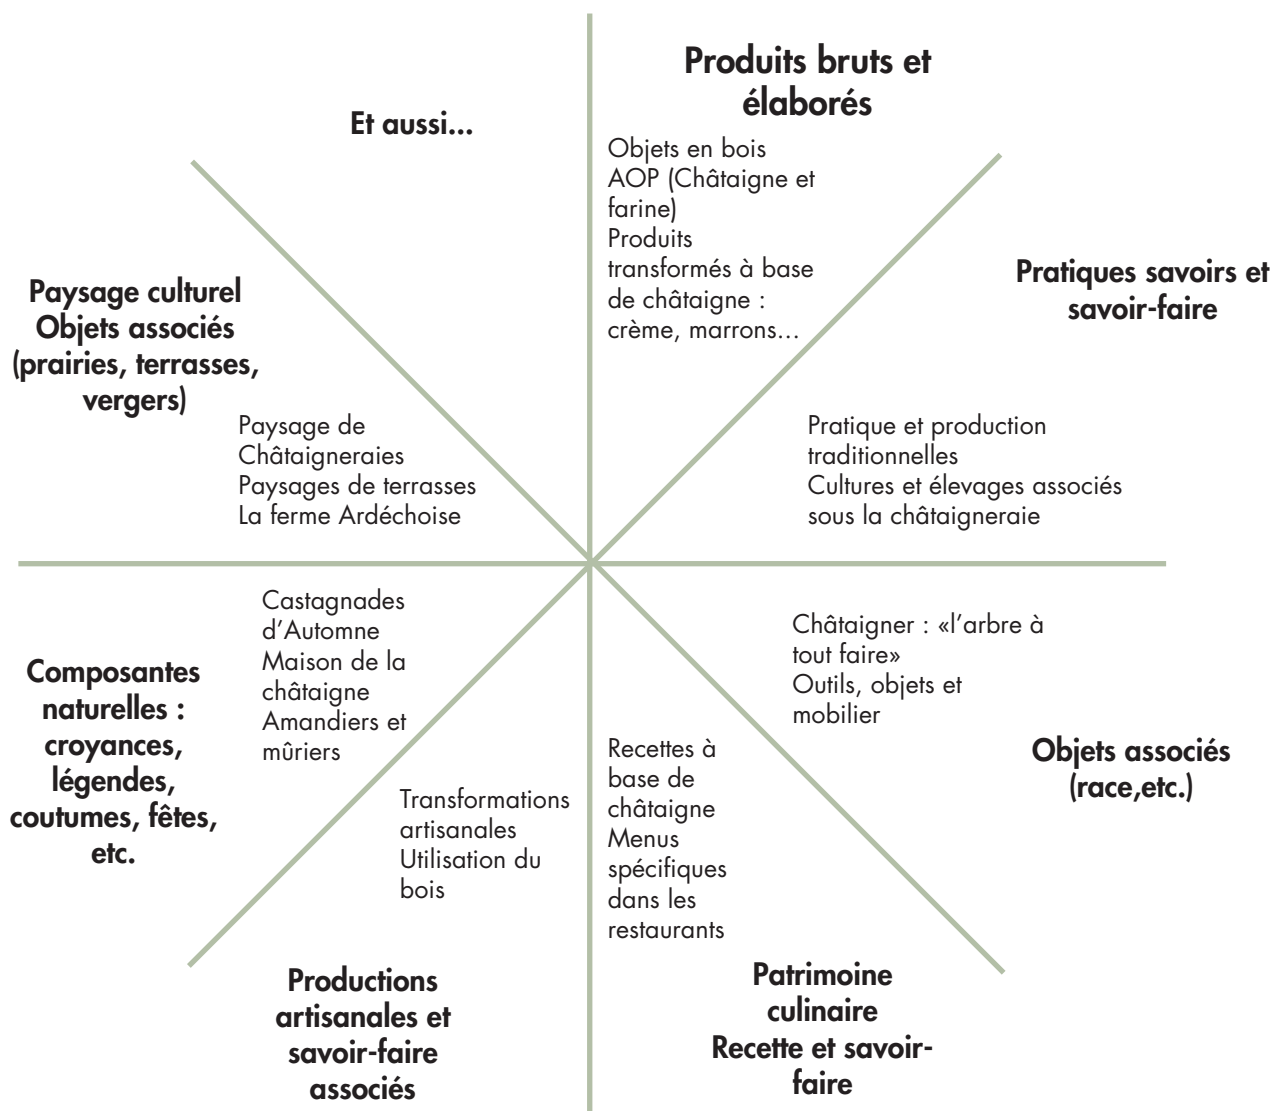 Produits bruts et
élaborés
Objets en bois
AOP (Châtaigne et
farine)
Produits
transformés à base
de châtaigne :
crème, marrons...
Pratiques savoirs et
savoir-faire
Pratique et production
traditionnelles
Cultures et élevages associés
sous la châtaigneraie
Châtaigner : «l’arbre à
tout faire»
Outils, objets et
mobilier
Objets associés
(race,etc.)
Recettes à
base de
châtaigne
Menus
spécifiques
dans les
restaurants
Patrimoine
culinaire
Recette et savoir-
faire
Transformations
artisanales
Utilisation du
bois
Productions
artisanales et
savoir-faire
associés
Castagnades
d’Automne
Maison de la
châtaigne
Amandiers et
mûriers
Composantes
naturelles :
croyances,
légendes,
coutumes, fêtes,
etc.
Paysage culturel
Objets associés
(prairies, terrasses,
vergers)
Paysage de
Châtaigneraies
Paysages de terrasses
La ferme Ardéchoise
Et aussi...